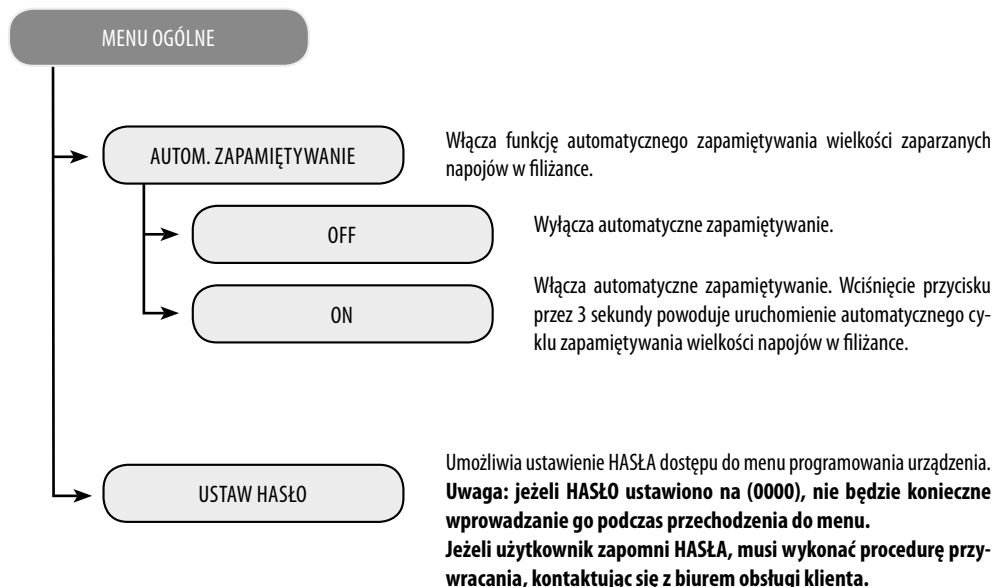 MENU OGÓLNE
AUTOM. ZAPAMIĘTYWANIE
Włącza funkcję automatycznego zapamiętywania wielkości zaparzanych
napojów w filiżance.
OFF
Wyłącza automatyczne zapamiętywanie.
ON
Włącza automatyczne zapamiętywanie. Wciśnięcie przycisku
przez 3 sekundy powoduje uruchomienie automatycznego cy-
klu zapamiętywania wielkości napojów w filiżance.
USTAW HASŁO
Umożliwia ustawienie HASŁA dostępu do menu programowania urządzenia.
Uwaga: jeżeli HASŁO ustawiono na (0000), nie będzie konieczne
wprowadzanie go podczas przechodzenia do menu.
Jeżeli użytkownik zapomni HASŁA, musi wykonać procedurę przy-
wracania, kontaktując się z biurem obsługi klienta.